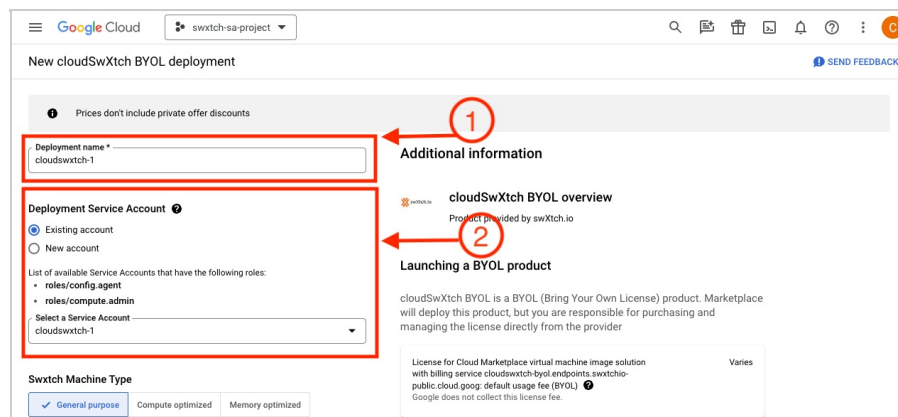 Google Cloud
swxtch-sa-project
C
New cloudSwXtch BYOL deployment
SEND FEEDBACK
Prices don't include private offer discounts
1
Deployment name *
cloudswxtch-1
Additional information
swXtch.io
cloudSwXtch BYOL overview
Product provided by swXtch.io
Deployment Service Account
Existing account
New account
2
List of available Service Accounts that have the following roles:
• roles/config.agent
• roles/compute.admin
Select a Service Account
cloudswxtch-1
Launching a BYOL product
cloudSwXtch BYOL is a BYOL (Bring Your Own License) product. Marketplace
will deploy this product, but you are responsible for purchasing and
managing the license directly from the provider
License for Cloud Marketplace virtual machine image solution
with billing service cloudswxtch-byol.endpoints.swxtchio-
public.cloud.goog: default usage fee (BYOL)
Google does not collect this license fee.
Varies
Swxtch Machine Type
General purpose
Compute optimized
Memory optimized